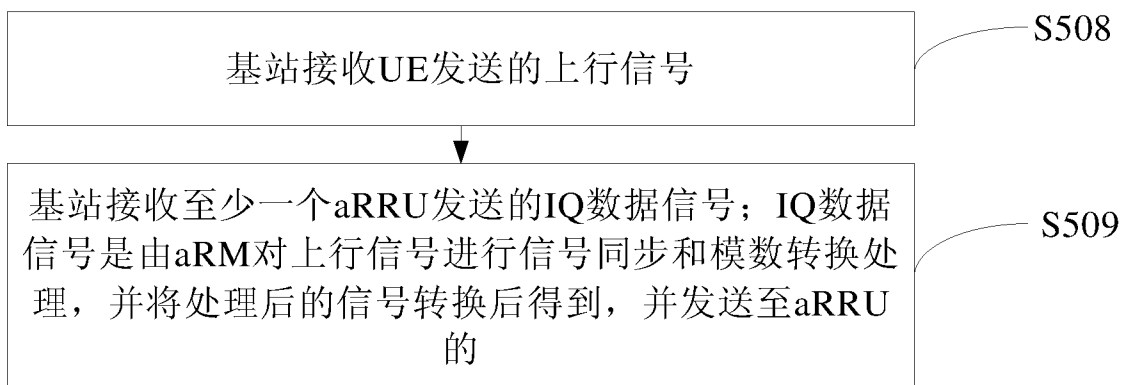 基站接收UE发送的上行信号
S508
基站接收至少一个aRRU发送的IQ数据信号；IQ数据
信号是由aRM对上行信号进行信号同步和模数转换处
理，并将处理后的信号转换后得到，并发送至aRRU
的
S509